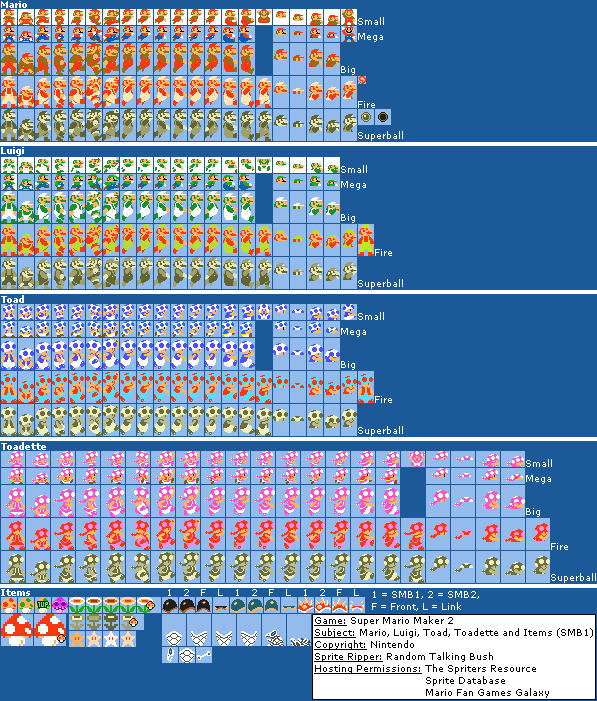 Mario
Small
Mega
Big
Fire
Superball
Luigi
Small
Mega
Big
Fire
Superball
Toad
Small
Mega
Big
Fire
Superball
Toadette
Small
Mega
Big
Fire
Superball
Items
1 2 F L 1 2 F L 1 2 F L
1 = SMB1, 2 = SMB2,
F = Front, L = Link
Game: Super Mario Maker 2
Subject: Mario, Luigi, Toad, Toadette and Items (SMB1)
Copyright: Nintendo
Sprite Ripper: Random Talking Bush
Hosting Permissions: The Spriters Resource
Sprite Database
Mario Fan Games Galaxy